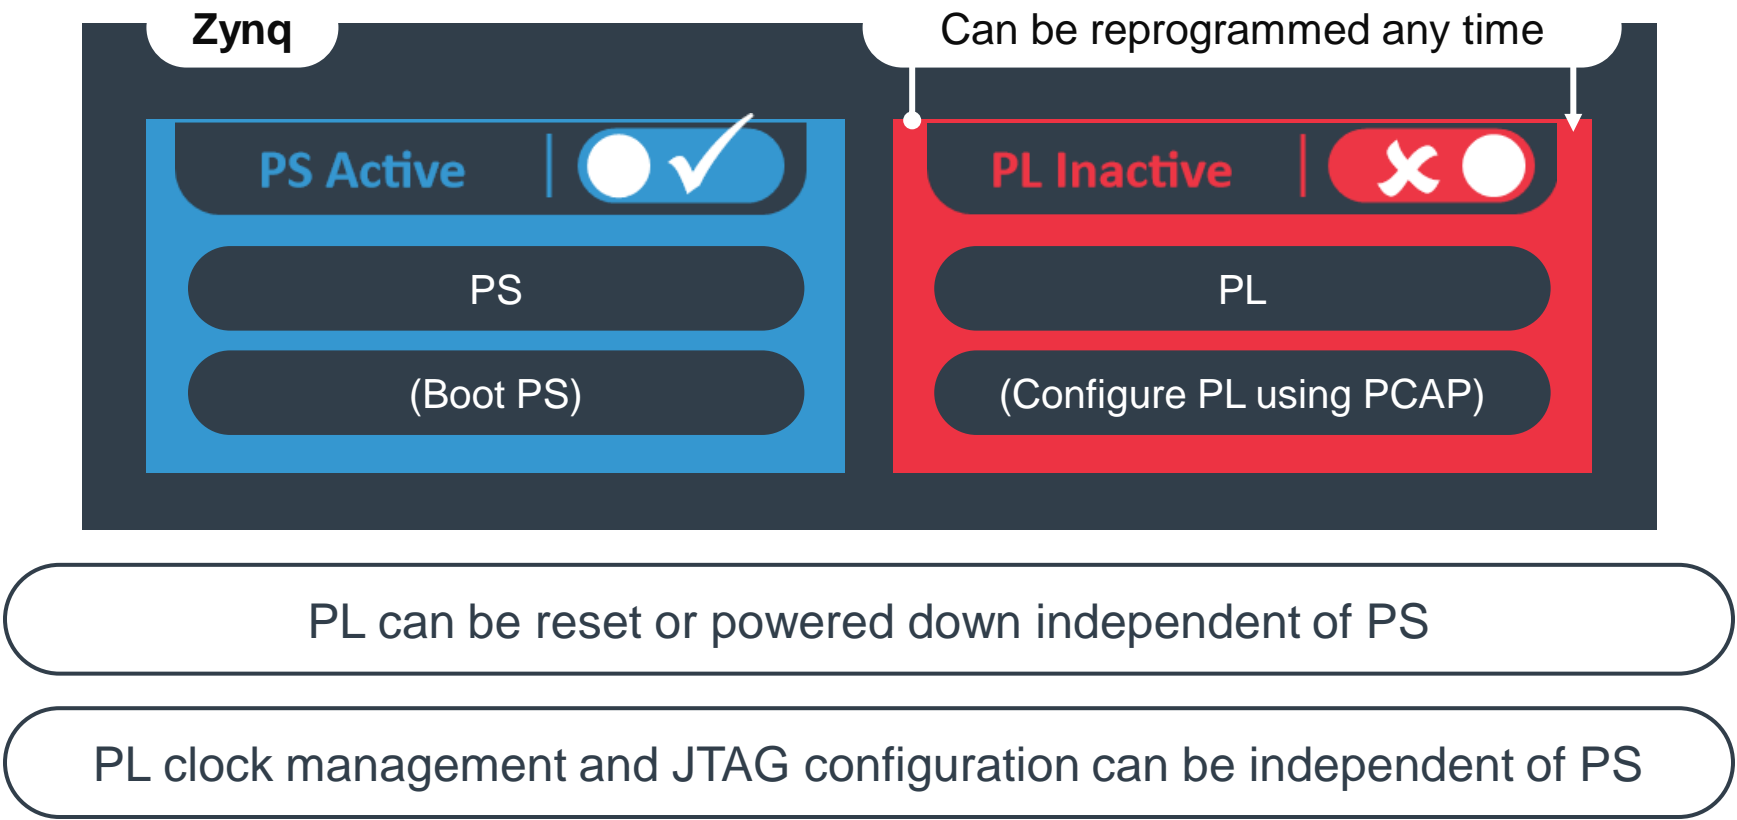 Zynq
Can be reprogrammed any time
PS Active
PL Inactive
PS
PL
(Boot PS)
(Configure PL using PCAP)
PL can be reset or powered down independent of PS
PL clock management and JTAG configuration can be independent of PS